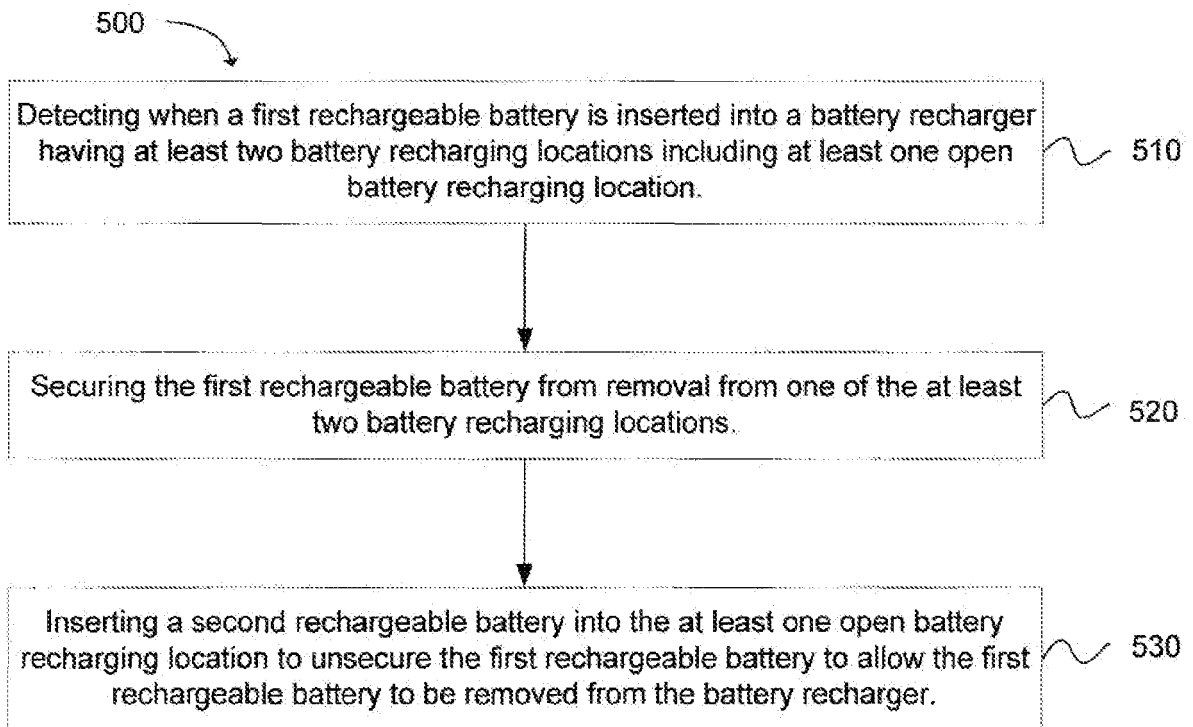 500
Detecting when a first rechargeable battery is inserted into a battery recharger
having at least two battery recharging locations including at least one open
battery recharging location.
510
Securing the first rechargeable battery from removal from one of the at least
two battery recharging locations.
520
Inserting a second rechargeable battery into the at least one open battery
recharging location to unsecure the first rechargeable battery to allow the first
rechargeable battery to be removed from the battery recharger.
530